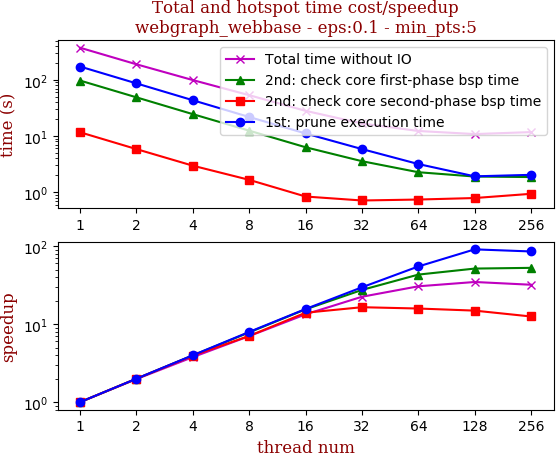 Total and hotspot time cost/speedup
webgraph_webbase - eps:0.1 - min_pts:5
time (s)
10²
10¹
10⁰
Total time without IO
2nd: check core first-phase bsp time
2nd: check core second-phase bsp time
1st: prune execution time
1 2 4 8 16 32 64 128 256
speedup
10²
10¹
10⁰
1 2 4 8 16 32 64 128 256
thread num